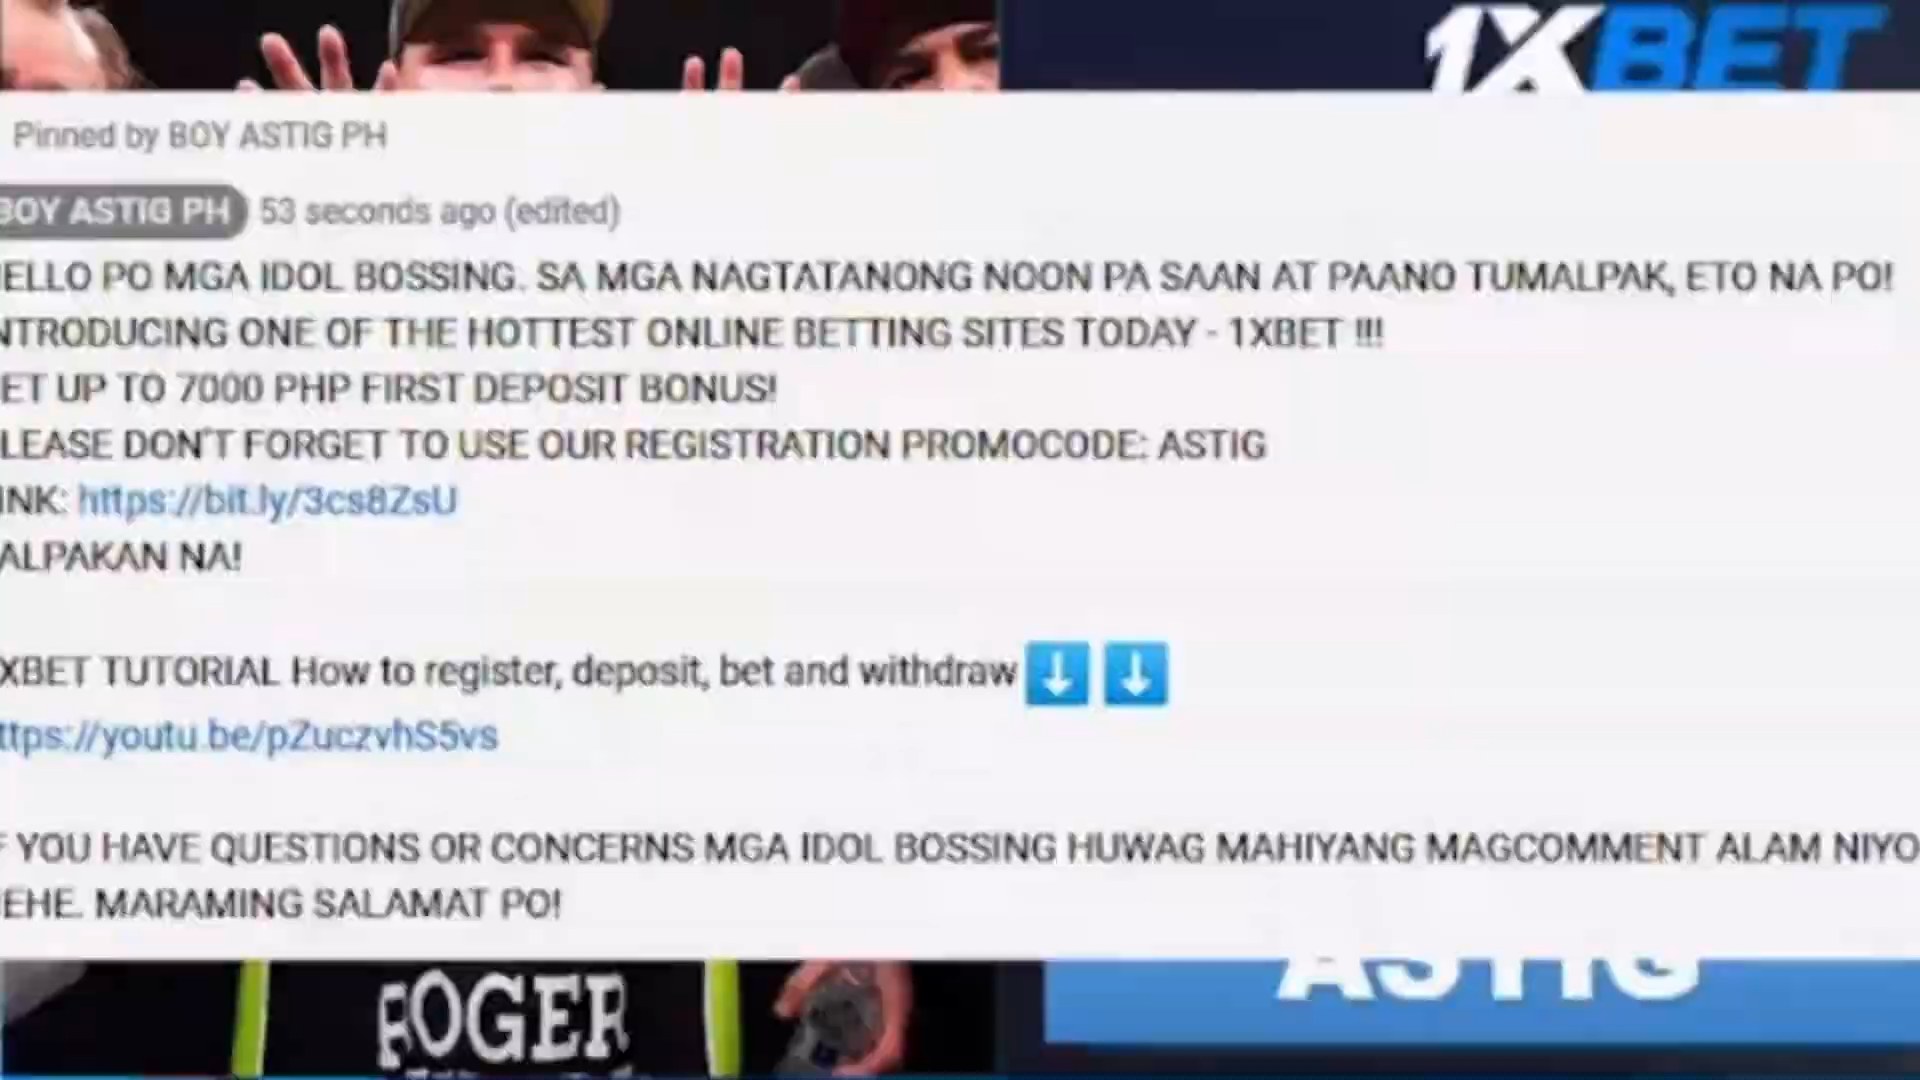 1XBET
Pinned by BOY ASTIG PH
BOY ASTIG PH 53 seconds ago (edited)
ELLO PO MGA IDOL BOSSING. SA MGA NAGTATANONG NOON PA SAAN AT PAANO TUMALPAK, ETO NA PO!
NTRODUCING ONE OF THE HOTTEST ONLINE BETTING SITES TODAY - 1XBET !!!
ET UP TO 7000 PHP FIRST DEPOSIT BONUS!
LEASE DON'T FORGET TO USE OUR REGISTRATION PROMOCODE: ASTIG
INK: https://bit.ly/3cs8ZsU
ALPAKAN NA!
XBET TUTORIAL How to register, deposit, bet and withdraw ⬇️ ⬇️
ttps://youtu.be/pZuczvhS5vs
F YOU HAVE QUESTIONS OR CONCERNS MGA IDOL BOSSING HUWAG MAHIYANG MAGCOMMENT ALAM NIYO
EHE. MARAMING SALAMAT PO!
ASTIG
ROGER